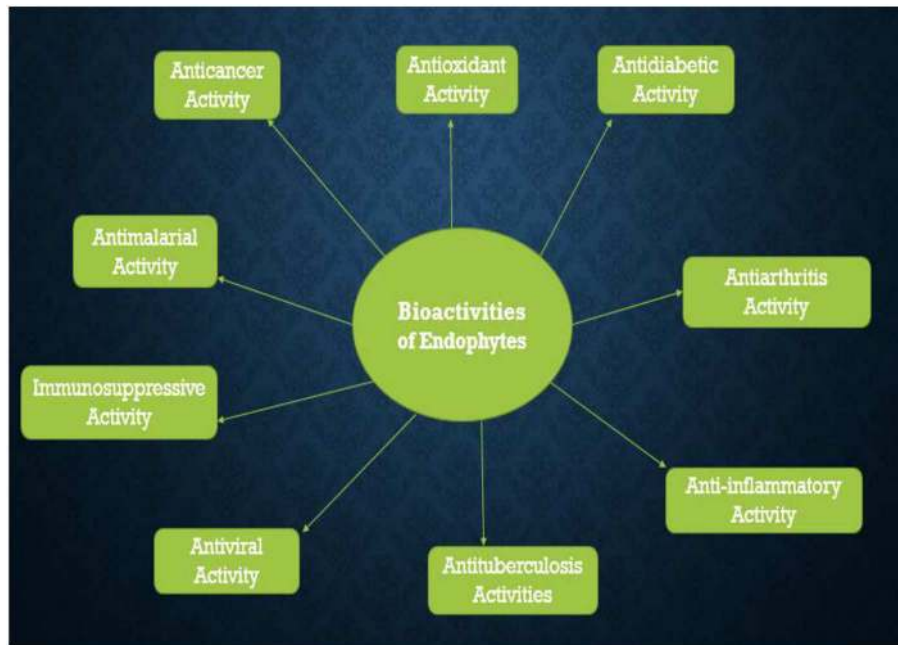 Anticancer
Activity
Antioxidant
Activity
Antidiabetic
Activity
Antimalarial
Activity
Bioactivities
of Endophytes
Antiarthritis
Activity
Immunosuppressive
Activity
Anti-inflammatory
Activity
Antiviral
Activity
Antituberculosis
Activities